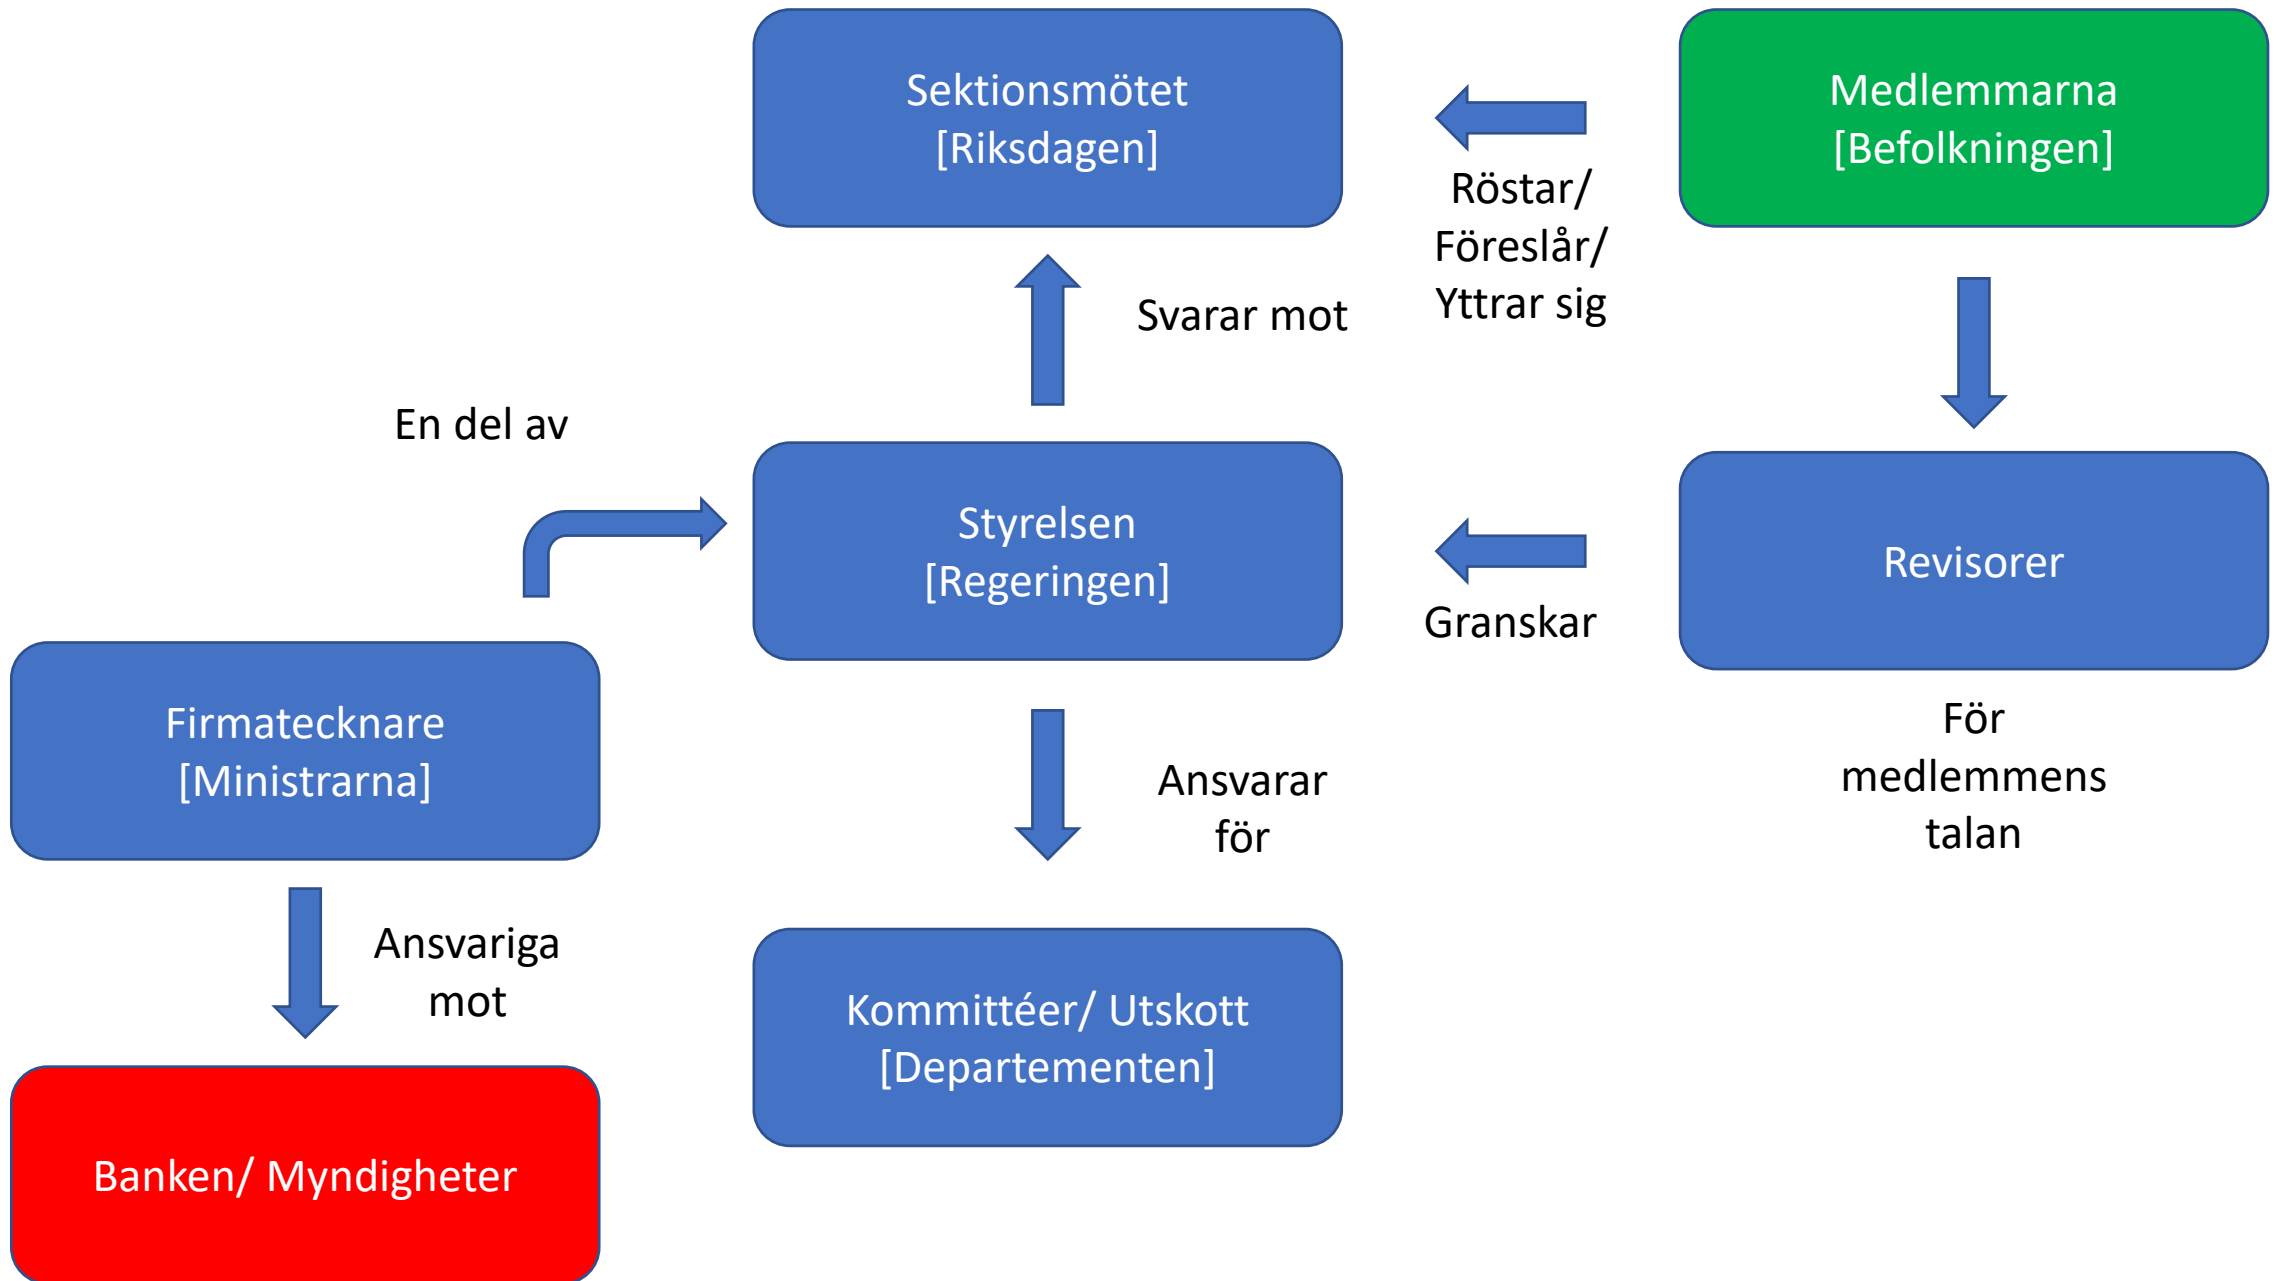 Sektionsmötet
[Riksdagen]
Medlemmarna
[Befolkningen]
Röstar/
Föreslår/
Yttrar sig
Svarar mot
En del av
Styrelsen
[Regeringen]
Granskar
Revisorer
För
medlemmens
talan
Firmatecknare
[Ministrarna]
Ansvarar
för
Ansvariga
mot
Kommittéer/ Utskott
[Departementen]
Banken/ Myndigheter